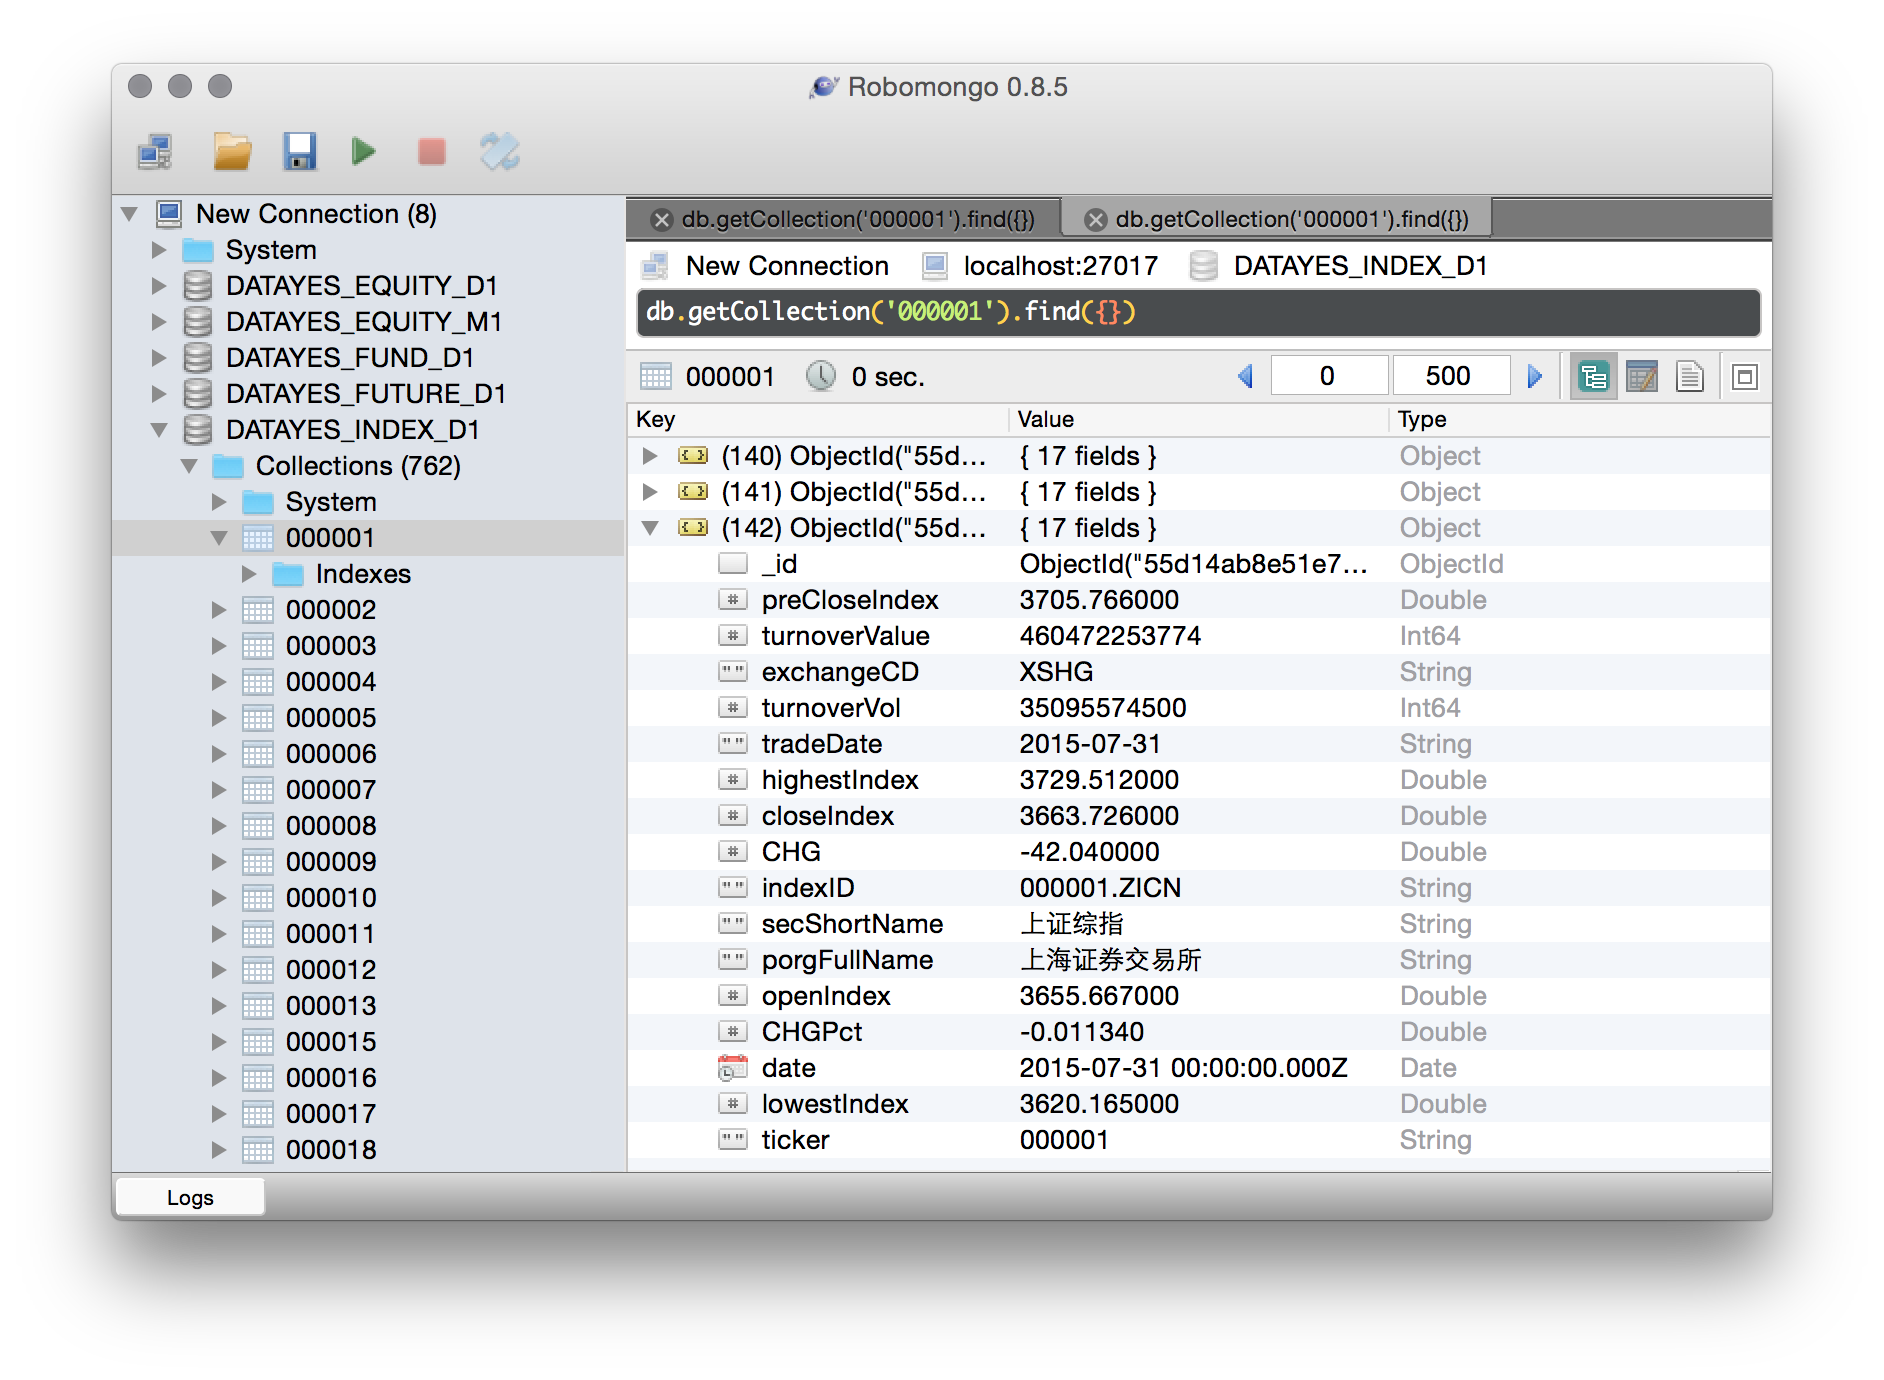 Robomongo 0.8.5
New Connection (8)
System
DATAYES_EQUITY_D1
DATAYES_EQUITY_M1
DATAYES_FUND_D1
DATAYES_FUTURE_D1
DATAYES_INDEX_D1
Collections (762)
System
000001
Indexes
000002
000003
000004
000005
000006
000007
000008
000009
000010
000011
000012
000013
000015
000016
000017
000018
db.getCollection('000001').find({}) db.getCollection('000001').find({})
New Connection localhost:27017 DATAYES_INDEX_D1
db.getCollection('000001').find({})
000001 0 sec. 0 500
Key Value Type
(140) ObjectId("55d... { 17 fields } Object
(141) ObjectId("55d... { 17 fields } Object
(142) ObjectId("55d... { 17 fields } Object
_id ObjectId("55d14ab8e51e7... ObjectId
preCloseIndex 3705.766000 Double
turnoverValue 460472253774 Int64
exchangeCD XSHG String
turnoverVol 35095574500 Int64
tradeDate 2015-07-31 String
highestIndex 3729.512000 Double
closeIndex 3663.726000 Double
CHG -42.040000 Double
indexID 000001.ZICN String
secShortName 上证综指 String
porgFullName 上海证券交易所 String
openIndex 3655.667000 Double
CHGPct -0.011340 Double
date 2015-07-31 00:00:00.000Z Date
lowestIndex 3620.165000 Double
ticker 000001 String
Logs